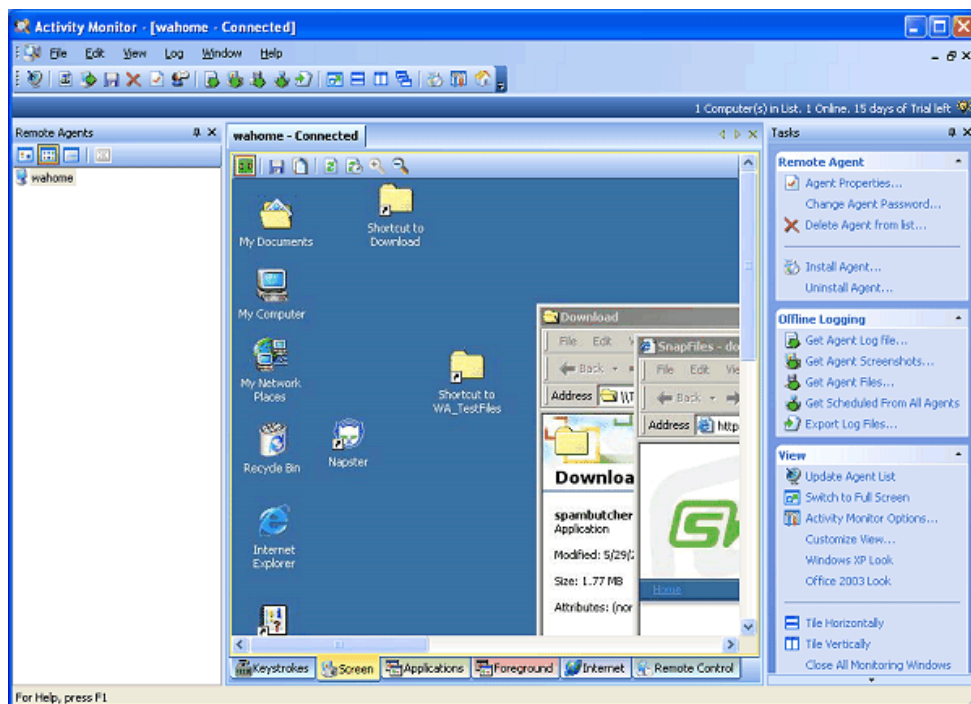 Activity Monitor - [wahome - Connected]
File Edit View Log Window Help
1 Computer(s) in List. 1 Online. 15 days of Trial left
Remote Agents
wahome
wahome - Connected
My Documents
Shortcut to
Download
My Computer
My Network
Places
Shortcut to
WA_TestFiles
Recycle Bin
Napster
Internet
Explorer
Download
File Edit
Back
Address
Downloa
spambutcher
Application
Modified: 5/29/
Size: 1.77 MB
Attributes: (nor
SnapFiles - do
File Edit Vie
Back
Address http
Home
Keystrokes Screen Applications Foreground Internet Remote Control
Tasks
Remote Agent
Agent Properties...
Change Agent Password...
Delete Agent from list...
Install Agent...
Uninstall Agent...
Offline Logging
Get Agent Log file...
Get Agent Screenshots...
Get Agent Files...
Get Scheduled From All Agents
Export Log Files...
View
Update Agent List
Switch to Full Screen
Activity Monitor Options...
Customize View...
Windows XP Look
Office 2003 Look
Tile Horizontally
Tile Vertically
Close All Monitoring Windows
For Help, press F1